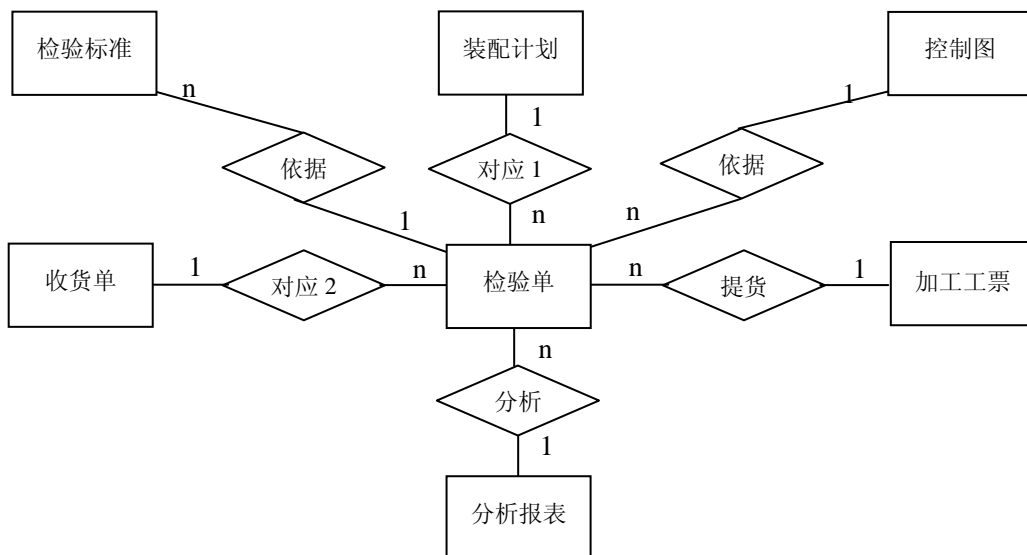 检验标准
装配计划
控制图
n
1
1
依据
对应 1
依据
1
n
n
收货单
1
对应 2
n
检验单
n
提货
1
加工工票
n
分析
1
分析报表